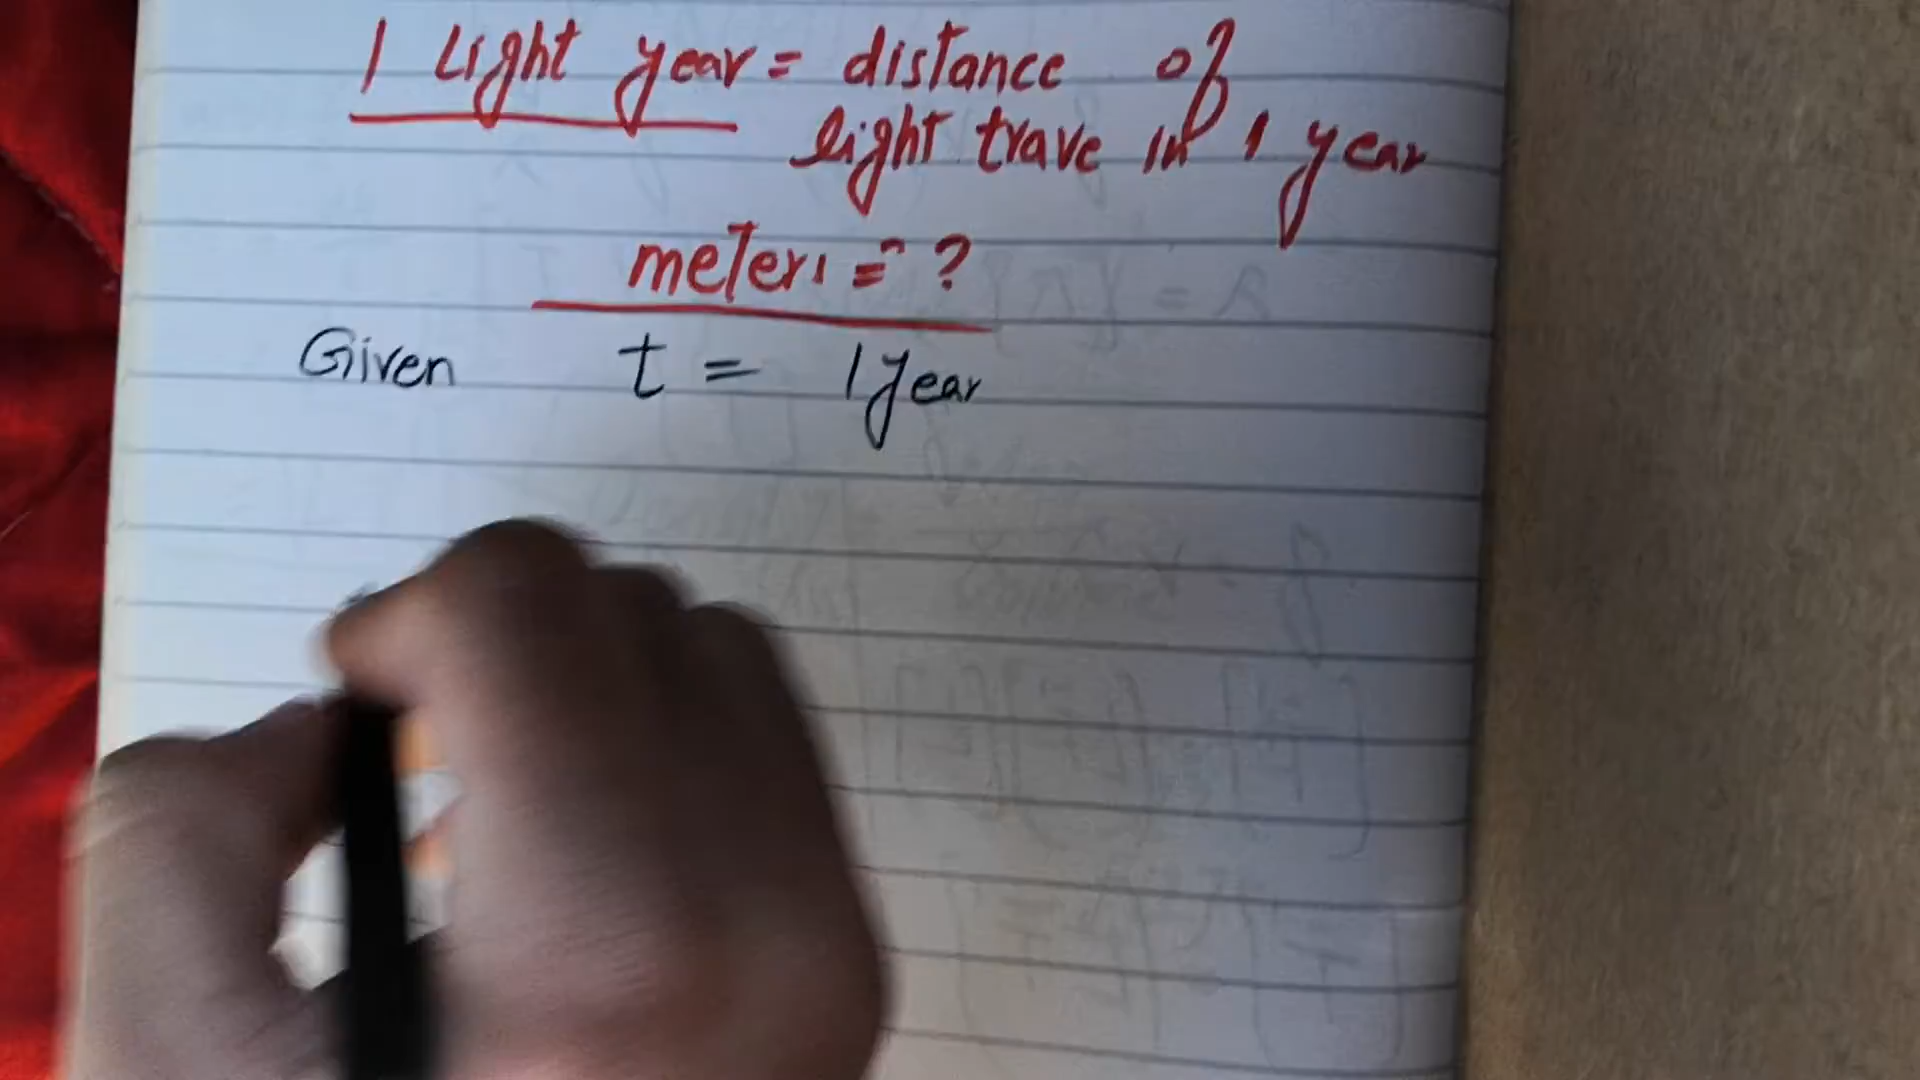 1 Light year = distance of
light trave in 1 year
meter = ?
Given t = 1 year